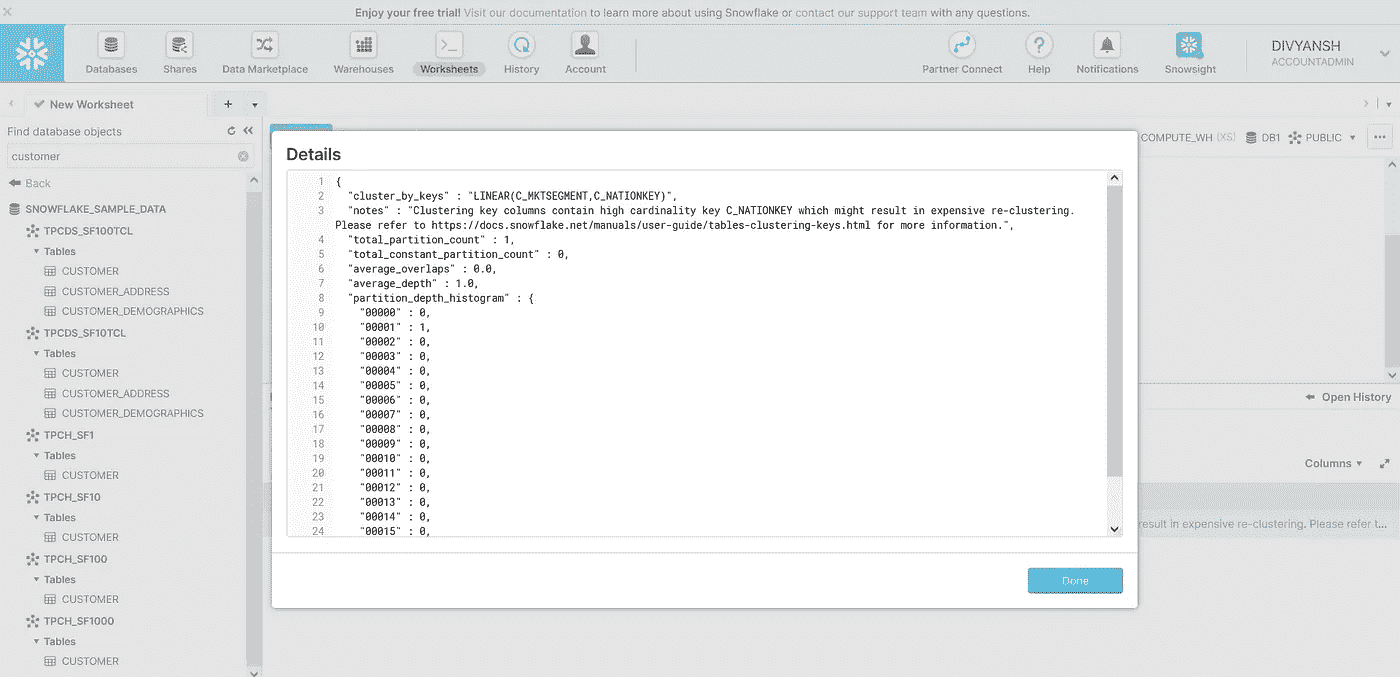 Enjoy your free trial! Visit our documentation to learn more about using Snowflake or contact our support team with any questions.
Databases
Shares
Data Marketplace
Warehouses
Worksheets
History
Account
Partner Connect
Help
Notifications
Snowsight
DIVYANSH
ACCOUNTADMIN
New Worksheet
Find database objects
customer
Back
SNOWFLAKE_SAMPLE_DATA
TPCDS_SF100TCL
Tables
CUSTOMER
CUSTOMER_ADDRESS
CUSTOMER_DEMOGRAPHICS
TPCDS_SF10TCL
Tables
CUSTOMER
CUSTOMER_ADDRESS
CUSTOMER_DEMOGRAPHICS
TPCH_SF1
Tables
CUSTOMER
TPCH_SF10
Tables
CUSTOMER
TPCH_SF100
Tables
CUSTOMER
TPCH_SF1000
Tables
CUSTOMER
COMPUTE_WH (XS)
DB1
PUBLIC
...
Details
1 {
2 "cluster_by_keys" : "LINEAR(C_MKTSEGMENT,C_NATIONKEY)",
3 "notes" : "Clustering key columns contain high cardinality key C_NATIONKEY which might result in expensive re-clustering.
Please refer to https://docs.snowflake.net/manuals/user-guide/tables-clustering-keys.html for more information.",
4 "total_partition_count" : 1,
5 "total_constant_partition_count" : 0,
6 "average_overlaps" : 0.0,
7 "average_depth" : 1.0,
8 "partition_depth_histogram" : {
9 "00000" : 0,
10 "00001" : 1,
11 "00002" : 0,
12 "00003" : 0,
13 "00004" : 0,
14 "00005" : 0,
15 "00006" : 0,
16 "00007" : 0,
17 "00008" : 0,
18 "00009" : 0,
19 "00010" : 0,
20 "00011" : 0,
21 "00012" : 0,
22 "00013" : 0,
23 "00014" : 0,
24 "00015" : 0,
Done
Open History
Columns
result in expensive re-clustering. Please refer t...